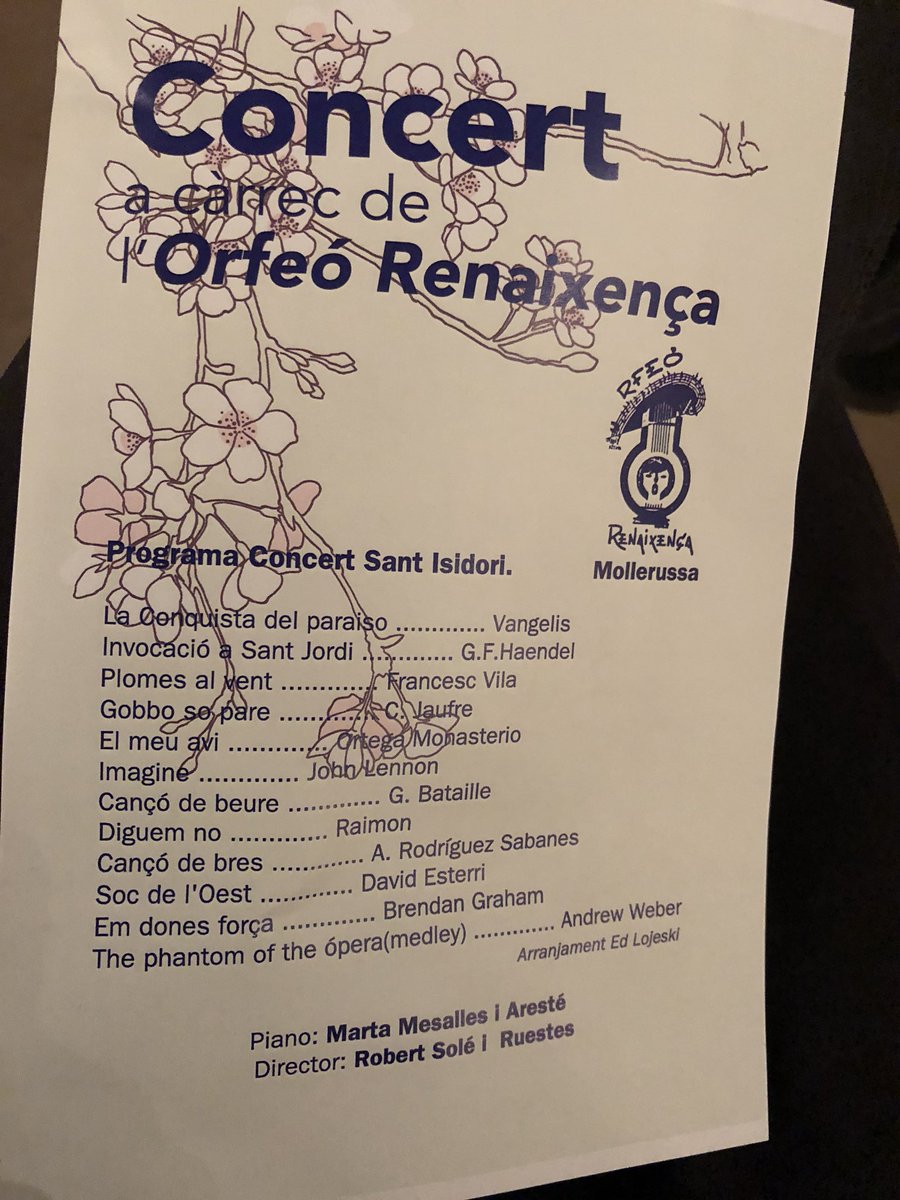 Concert
a càrrec de
l'Orfeó Renaixença
RFEÓ
RENAIXENÇA
Mollerussa
Programa Concert Sant Isidori.
La Conquista del paraiso ............. Vangelis
Invocació a Sant Jordi ............. G.F.Haendel
Plomes al vent ............. Francesc Vila
Gobbo so pare ............. C. Jaufre
El meu avi ............. Ortega Monasterio
Imagine ............. John Lennon
Cançó de beure ............. G. Bataille
Diguem no ............. Raimon
Cançó de bres ............. A. Rodríguez Sabanes
Soc de l'Oest ............. David Esterri
Em dones força ............. Brendan Graham
The phantom of the ópera(medley) ............. Andrew Weber
Arranjament Ed Lojeski
Piano: Marta Mesalles i Aresté
Director: Robert Solé i Ruestes